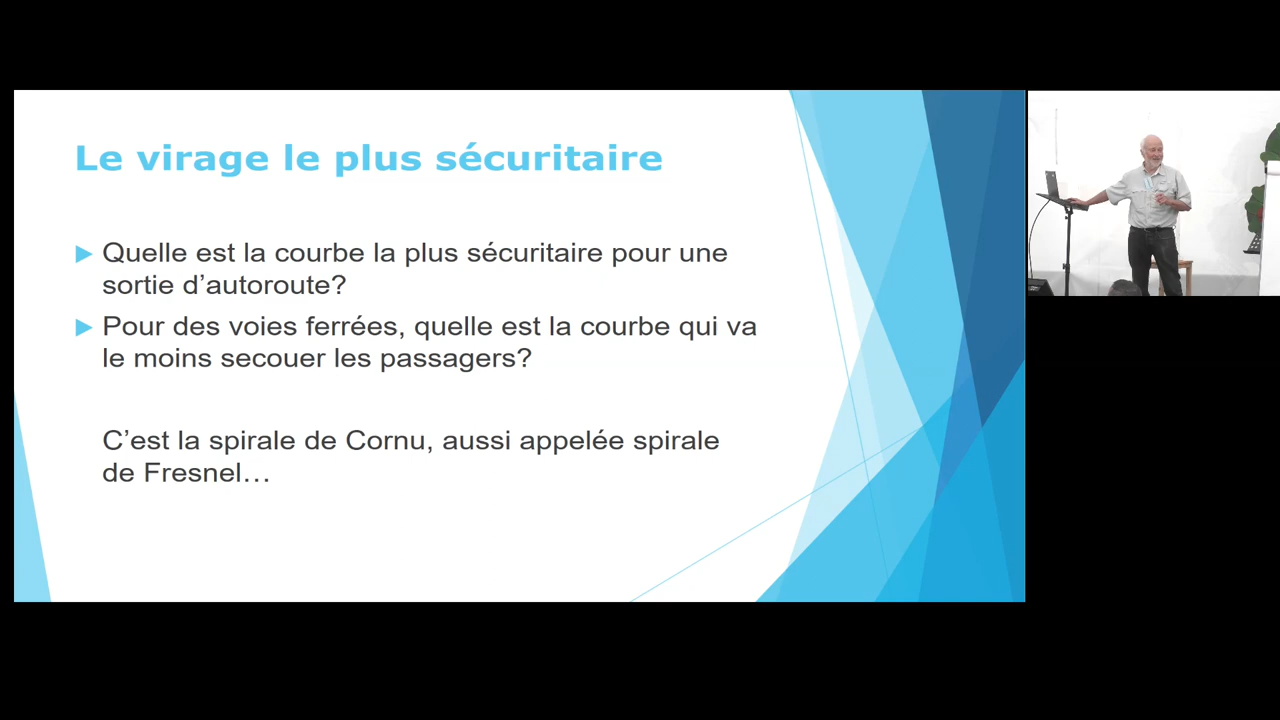 Le virage le plus sécuritaire
Quelle est la courbe la plus sécuritaire pour une
sortie d'autoroute?
Pour des voies ferrées, quelle est la courbe qui va
le moins secouer les passagers?
C'est la spirale de Cornu, aussi appelée spirale
de Fresnel…